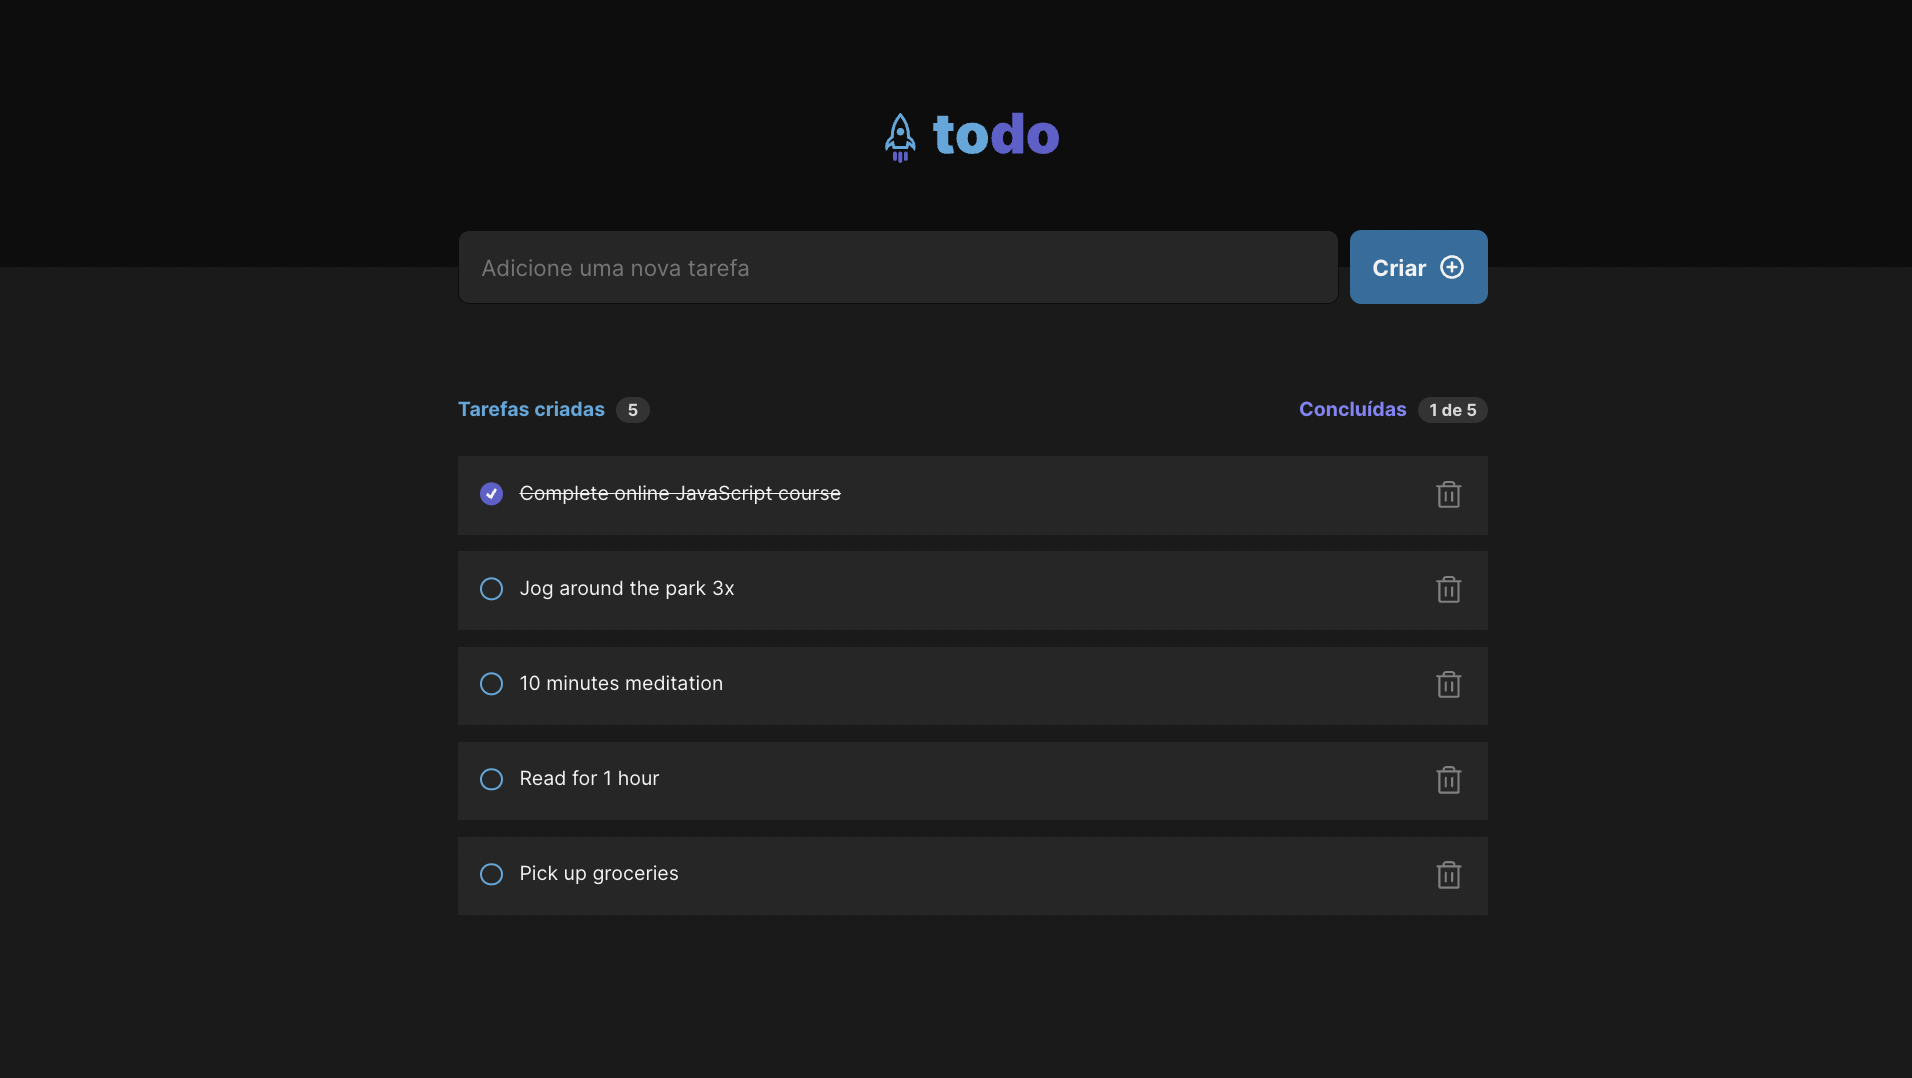 todo
Adicione uma nova tarefa
Criar
Tarefas criadas 5
Concluídas 1 de 5
Complete online JavaScript course
Jog around the park 3x
10 minutes meditation
Read for 1 hour
Pick up groceries